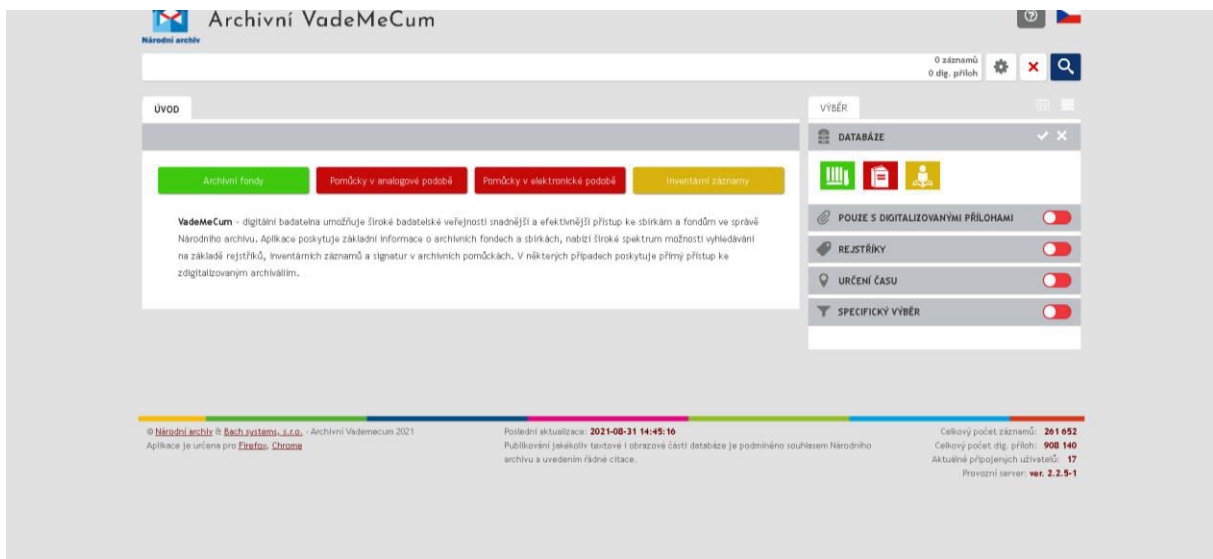 Archivní VadeMeCum
Národní archiv
0 záznamů
0 dig. příloh
ÚVOD
VÝBĚR
DATABÁZE
Archivní fondy
Pomůcky v analogové podobě
Pomůcky v elektronické podobě
Inventární záznamy
VadeMeCum - digitální badatelna umožňuje široké badatelské veřejnosti snadnější a efektivnější přístup ke sbírkám a fondům ve správě
Národního archivu. Aplikace poskytuje základní informace o archivních fondech a sbírkách, nabízí široké spektrum možností vyhledávání
na základě rejstříků, inventárních záznamů a signatur v archivních pomůckách. V některých případech poskytuje přímý přístup ke
zdigitalizovaným archiváliím.
POUZE S DIGITALIZOVANÝMI PŘÍLOHAMI
REJSTŘÍKY
URČENÍ ČASU
SPECIFICKÝ VÝBĚR
© Národní archiv & Bach systems, s.r.o. - Archivní Vademecum 2021
Aplikace je určena pro Firefox, Chrome
Poslední aktualizace: 2021-08-31 14:45:16
Publikování jakékoliv textové i obrazové části databáze je podmíněno souhlasem Národního
archivu a uvedením řádné citace.
Celkový počet záznamů: 261 652
Celkový počet dig. příloh: 908 140
Aktuálně připojených uživatelů: 17
Provozní server: ver. 2.2.5-1